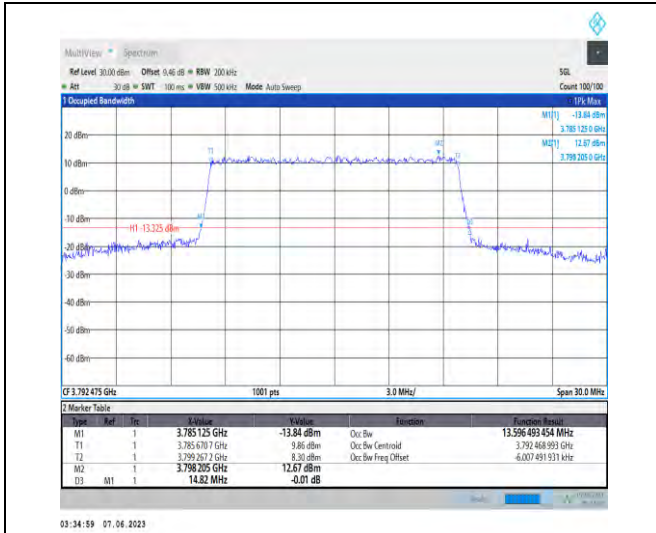 MultiView Spectrum
Ref Level 30.00 dBm Offset 9.46 dB RBW 200 kHz SGL
Att 30 dB SWT 100 ms VBW 500 kHz Mode Auto Sweep Count 100/100
1 Occupied Bandwidth 1Pk Max
M1[1] -13.84 dBm
3.785 125 0 GHz
M2[1] 12.67 dBm
3.798 205 0 GHz
20 dBm
10 dBm
0 dBm
-10 dBm
H1 -13.325 dBm
-20 dBm
-30 dBm
-40 dBm
-50 dBm
-60 dBm
T1
M2
T2
M1
CF 3.792 475 GHz 1001 pts 3.0 MHz/ Span 30.0 MHz
2 Marker Table
Type Ref Trc X-Value Y-Value Function Function Result
M1 1 3.785 125 GHz -13.84 dBm Occ Bw 13.596 493 454 MHz
T1 1 3.785 670 7 GHz 9.86 dBm Occ Bw Centroid 3.792 468 993 GHz
T2 1 3.799 267 2 GHz 8.30 dBm Occ Bw Freq Offset -6.007 491 931 kHz
M2 1 3.798 205 GHz 12.67 dBm
D3 M1 1 14.82 MHz -0.01 dB
03:34:59 07.06.2023